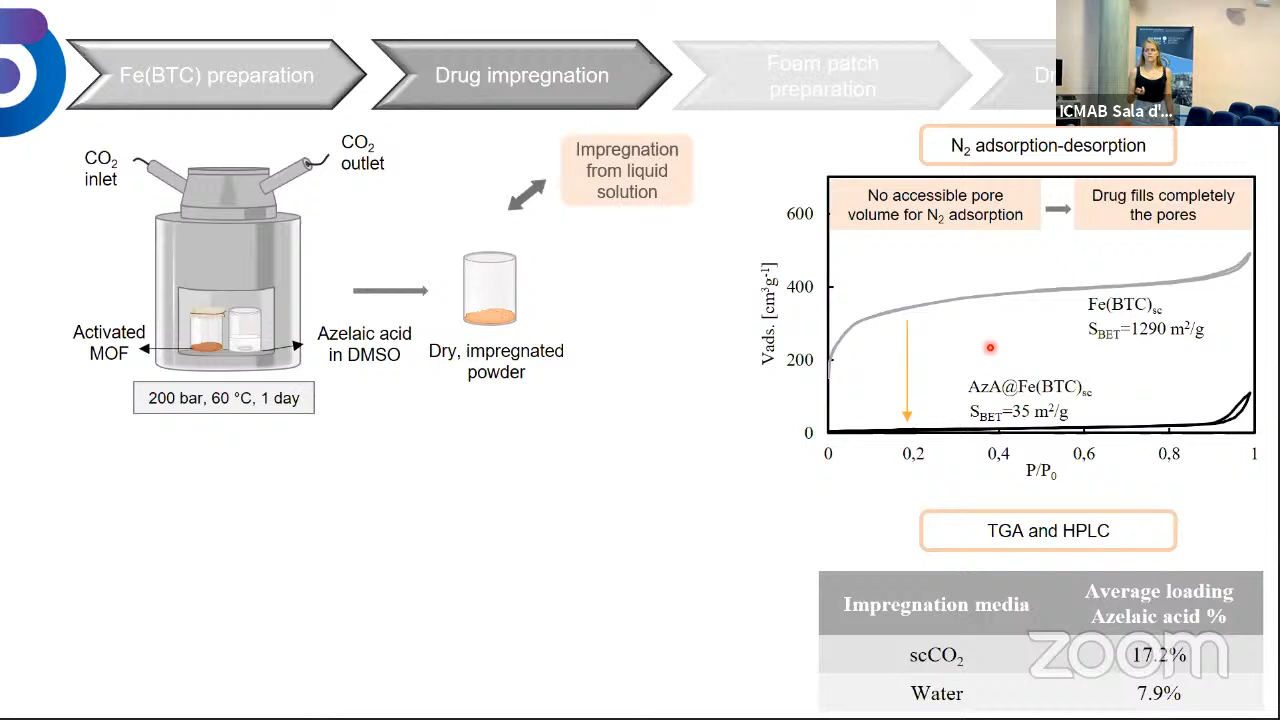 Fe(BTC) preparation
Drug impregnation
Foam patch
preparation
ICMAB Sala d'...
CO2
inlet
CO2
outlet
Activated
MOF
Azelaic acid
in DMSO
200 bar, 60 °C, 1 day
Impregnation
from liquid
solution
Dry, impregnated
powder
N2 adsorption-desorption
No accessible pore
volume for N2 adsorption
Drug fills completely
the pores
Vads. [cm3g-1]
600
400
200
0
Fe(BTC)sc
SBET=1290 m2/g
AzA@Fe(BTC)sc
SBET=35 m2/g
0 0,2 0,4 0,6 0,8 1
P/P0
TGA and HPLC
Impregnation media
Average loading
Azelaic acid %
scCO2 17.2%
Water 7.9%
zoom